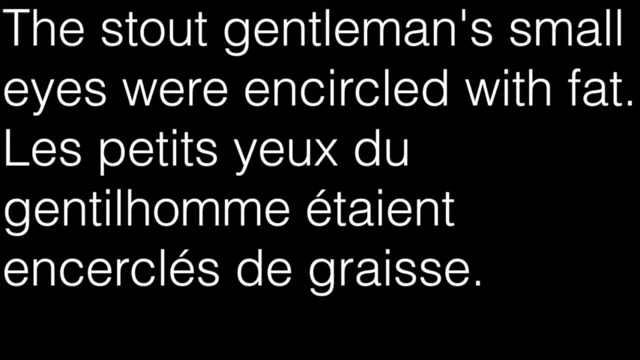 The stout gentleman's small
eyes were encircled with fat.
Les petits yeux du
gentilhomme étaient
encerclés de graisse.